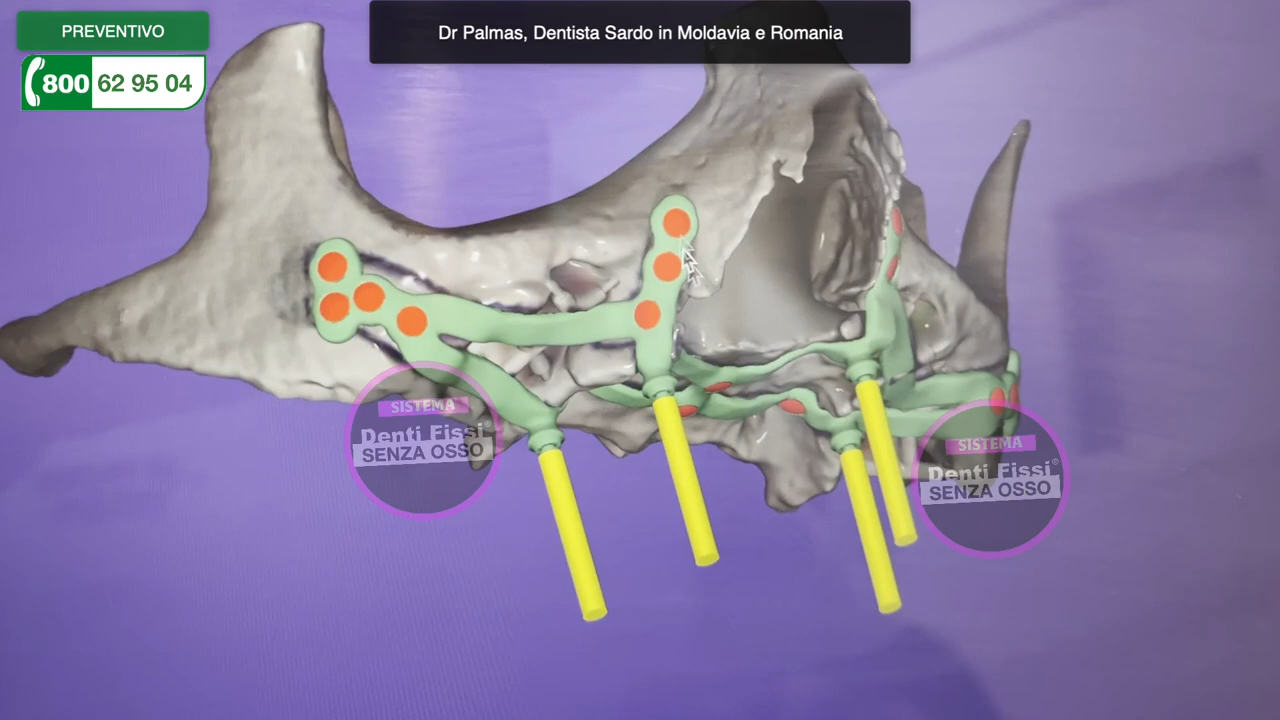 PREVENTIVO
800 62 95 04
Dr Palmas, Dentista Sardo in Moldavia e Romania
SISTEMA
Denti Fissi®
SENZA OSSO
SISTEMA
Denti Fissi®
SENZA OSSO